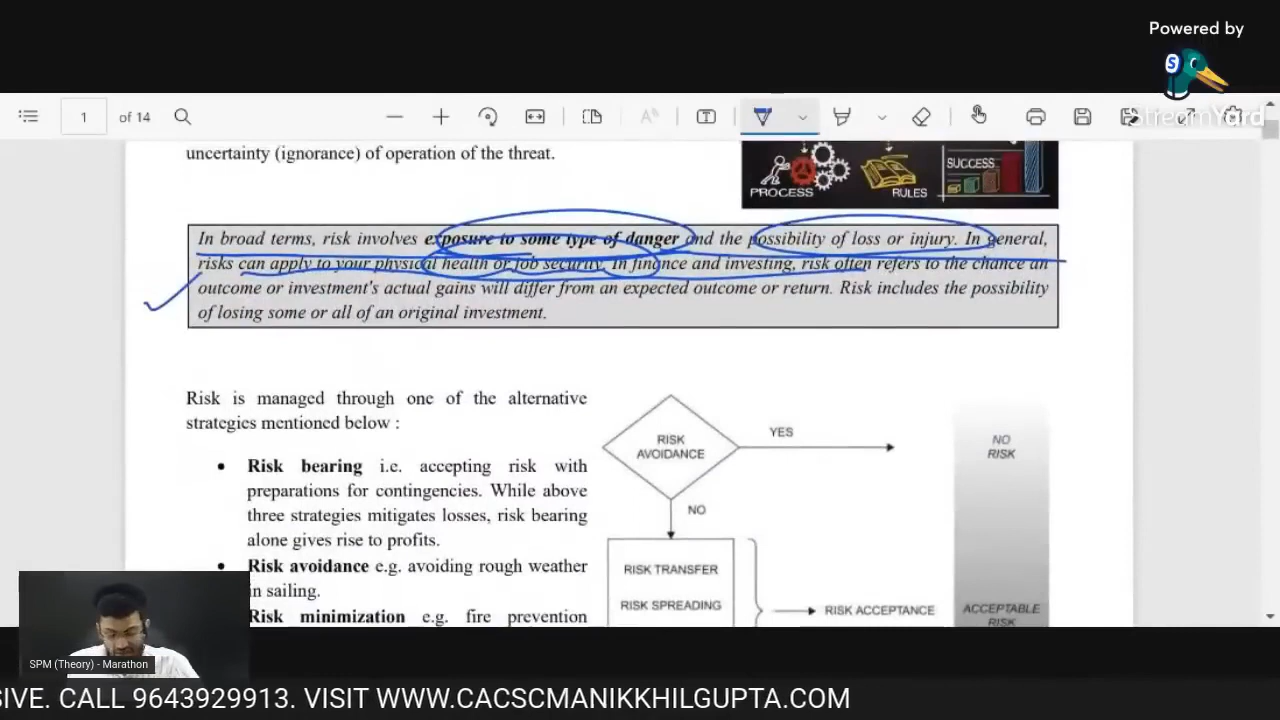 Powered by
S
StreamYard
1 of 14
uncertainty (ignorance) of operation of the threat.
PROCESS
RULES
SUCCESS
In broad terms, risk involves exposure to some type of danger and the possibility of loss or injury. In general,
risks can apply to your physical health or job security. In finance and investing, risk often refers to the chance an
outcome or investment's actual gains will differ from an expected outcome or return. Risk includes the possibility
of losing some or all of an original investment.
Risk is managed through one of the alternative
strategies mentioned below :
• Risk bearing i.e. accepting risk with
preparations for contingencies. While above
three strategies mitigates losses, risk bearing
alone gives rise to profits.
• Risk avoidance e.g. avoiding rough weather
in sailing.
Risk minimization e.g. fire prevention
RISK
AVOIDANCE
YES
NO
RISK
NO
RISK TRANSFER
RISK SPREADING
RISK ACCEPTANCE
ACCEPTABLE
RISK
SPM (Theory) - Marathon
SIVE. CALL 9643929913. VISIT WWW.CACSCMANIKKHILGUPTA.COM